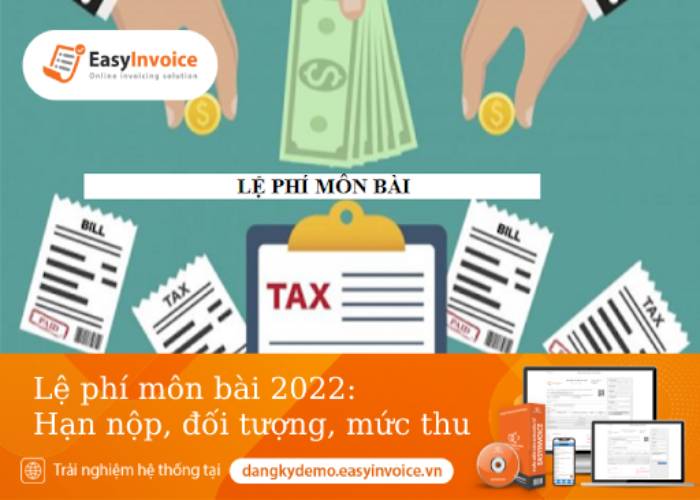 EasyInvoice
Online invoicing solution
LỆ PHÍ MÔN BÀI
BILL
PAID
TAX
TAX
BILL
PAID
TAX
Lệ phí môn bài 2022:
Hạn nộp, đối tượng, mức thu
Trải nghiệm hệ thống tại
dangkydemo.easyinvoice.vn
EASYINVOICE